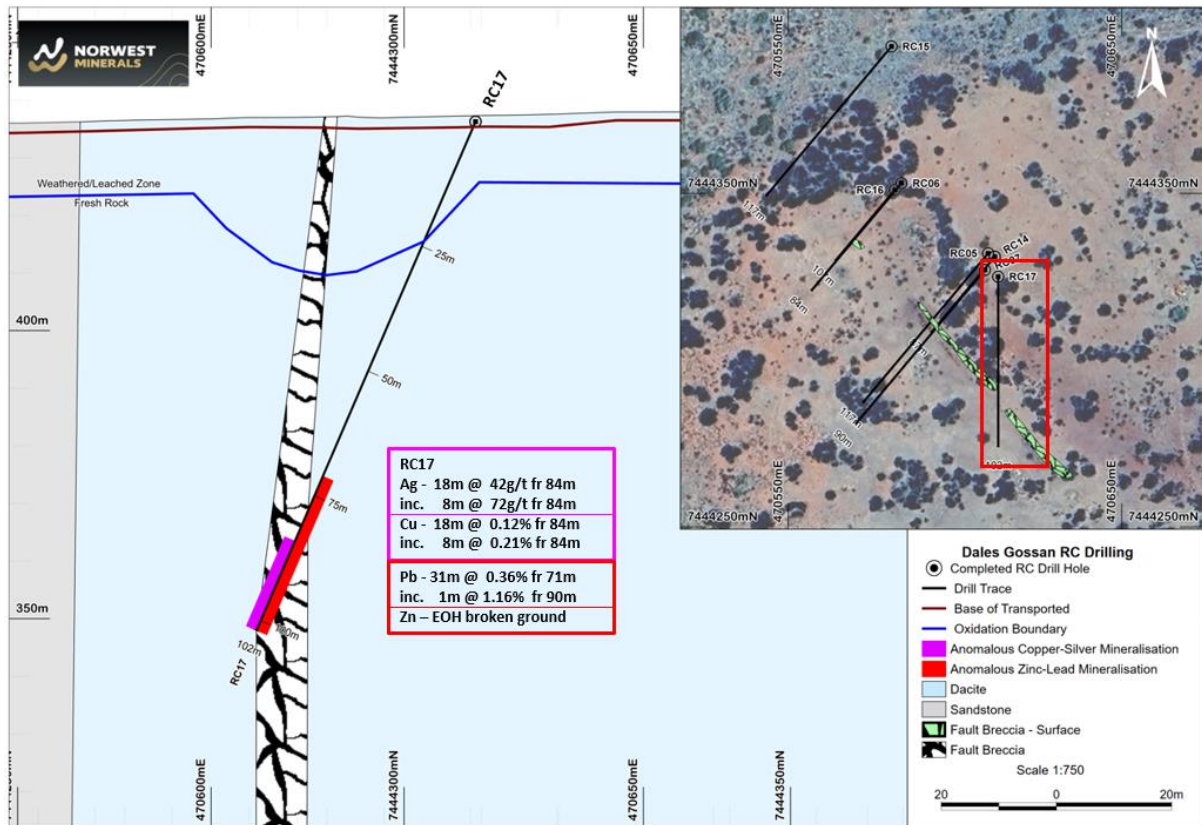 NORWEST
MINERALS
470600mE
7444300mN
470650mE
RC17
Weathered/Leached Zone
Fresh Rock
25m
400m
50m
75m
350m
100m
102m
RC17
RC17
Ag - 18m @ 42g/t fr 84m
inc. 8m @ 72g/t fr 84m
Cu - 18m @ 0.12% fr 84m
inc. 8m @ 0.21% fr 84m
Pb - 31m @ 0.36% fr 71m
inc. 1m @ 1.16% fr 90m
Zn – EOH broken ground
470600mE
7444300mN
470650mE
7444350mN
470550mE
470650mE
N
RC15
7444350mN
7444350mN
117m
RC16
RC06
107m
84m
RC05
RC14
RC17
117m
90m
102m
7444250mN
7444250mN
470550mE
470650mE
Dales Gossan RC Drilling
Completed RC Drill Hole
Drill Trace
Base of Transported
Oxidation Boundary
Anomalous Copper-Silver Mineralisation
Anomalous Zinc-Lead Mineralisation
Dacite
Sandstone
Fault Breccia - Surface
Fault Breccia
Scale 1:750
20 0 20m